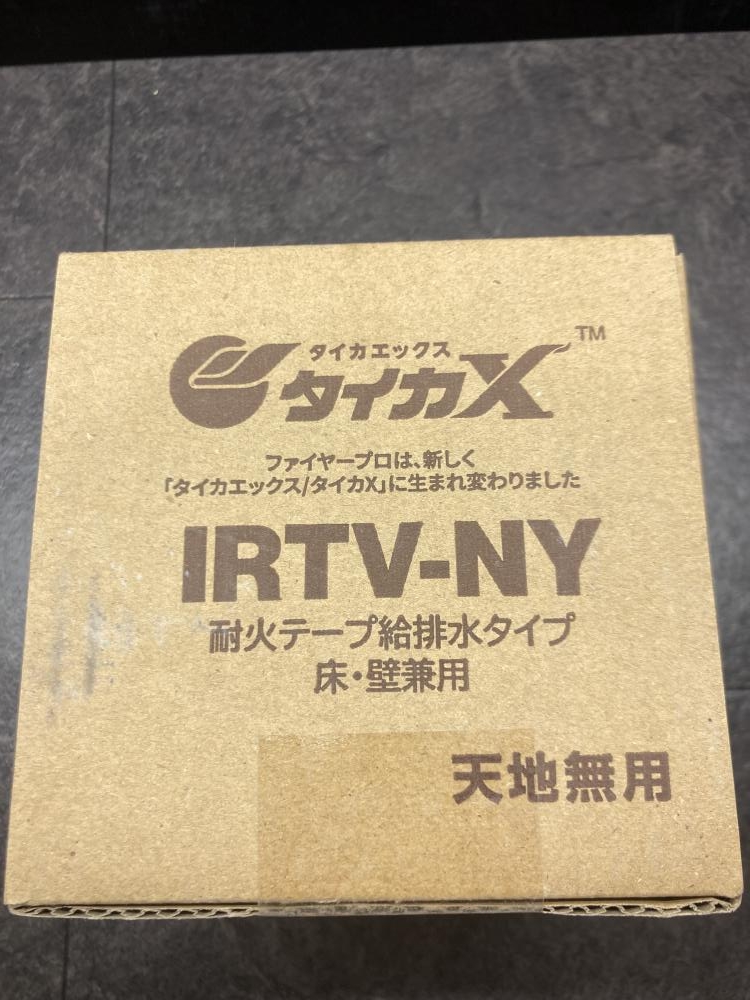 タイカエックス
タイカX™
ファイヤープロは、新しく
「タイカエックス/タイカX」に生まれ変わりました
IRTV-NY
耐火テープ給排水タイプ
床・壁兼用
天地無用